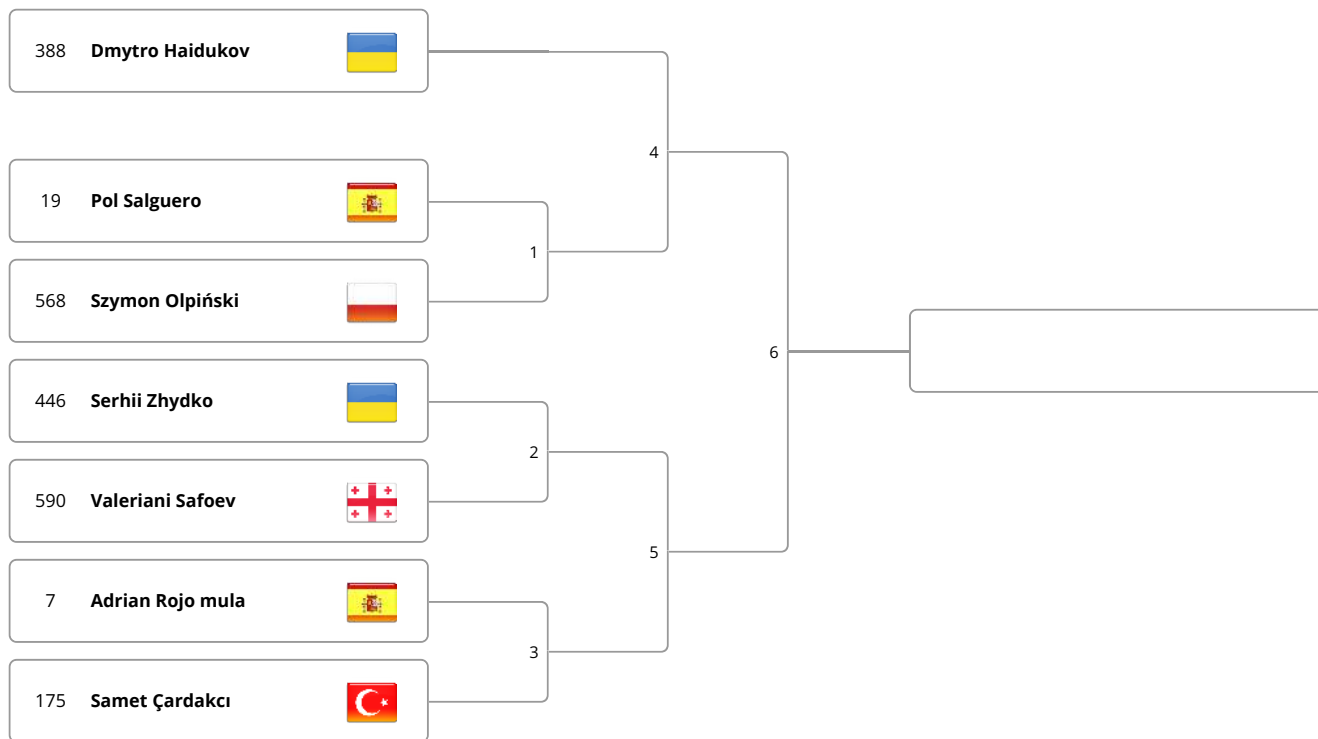 388 Dmytro Haidukov
4
19 Pol Salguero
1
568 Szymon Olpiński
6
446 Serhii Zhydko
2
590 Valeriani Safoev
5
7 Adrian Rojo mula
3
175 Samet Çardakcı